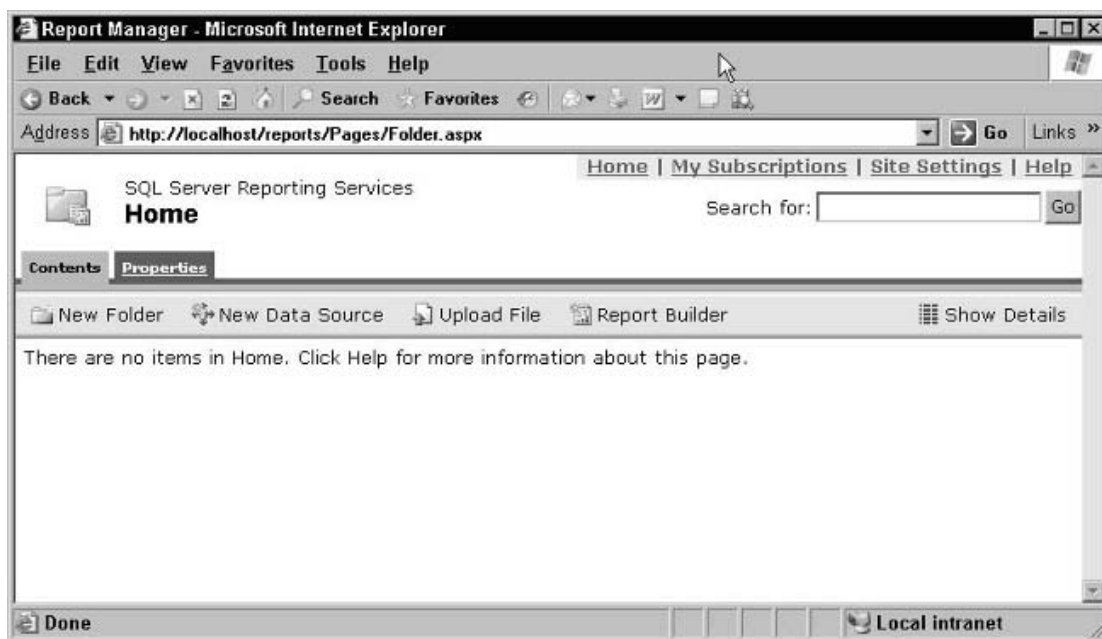 Report Manager - Microsoft Internet Explorer
File Edit View Favorites Tools Help
Back Search Favorites
Address http://localhost/reports/Pages/Folder.aspx Go Links »
Home | My Subscriptions | Site Settings | Help
SQL Server Reporting Services
Home
Search for: Go
Contents Properties
New Folder New Data Source Upload File Report Builder Show Details
There are no items in Home. Click Help for more information about this page.
Done Local intranet